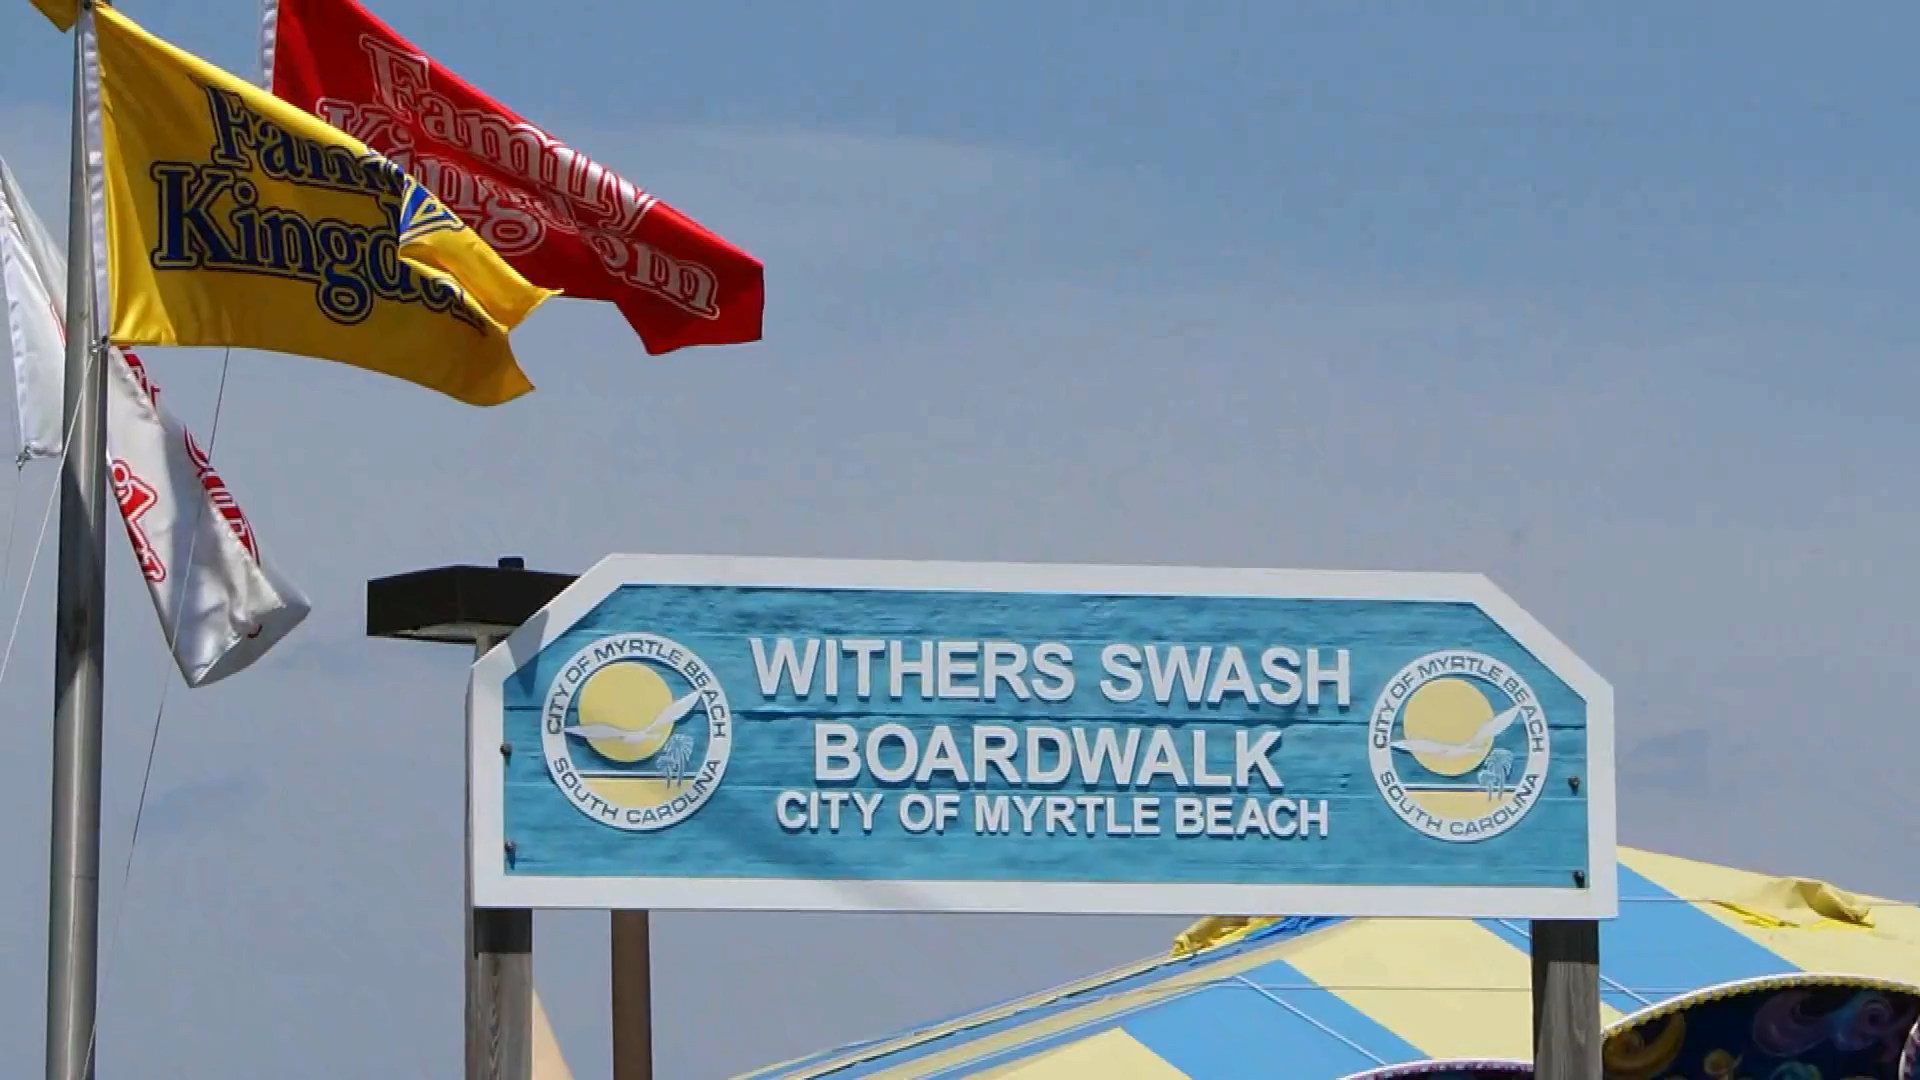 Family
Kingdom
Family
Kingdom
WITHERS SWASH
BOARDWALK
CITY OF MYRTLE BEACH
CITY OF MYRTLE BEACH
SOUTH CAROLINA
CITY OF MYRTLE BEACH
SOUTH CAROLINA